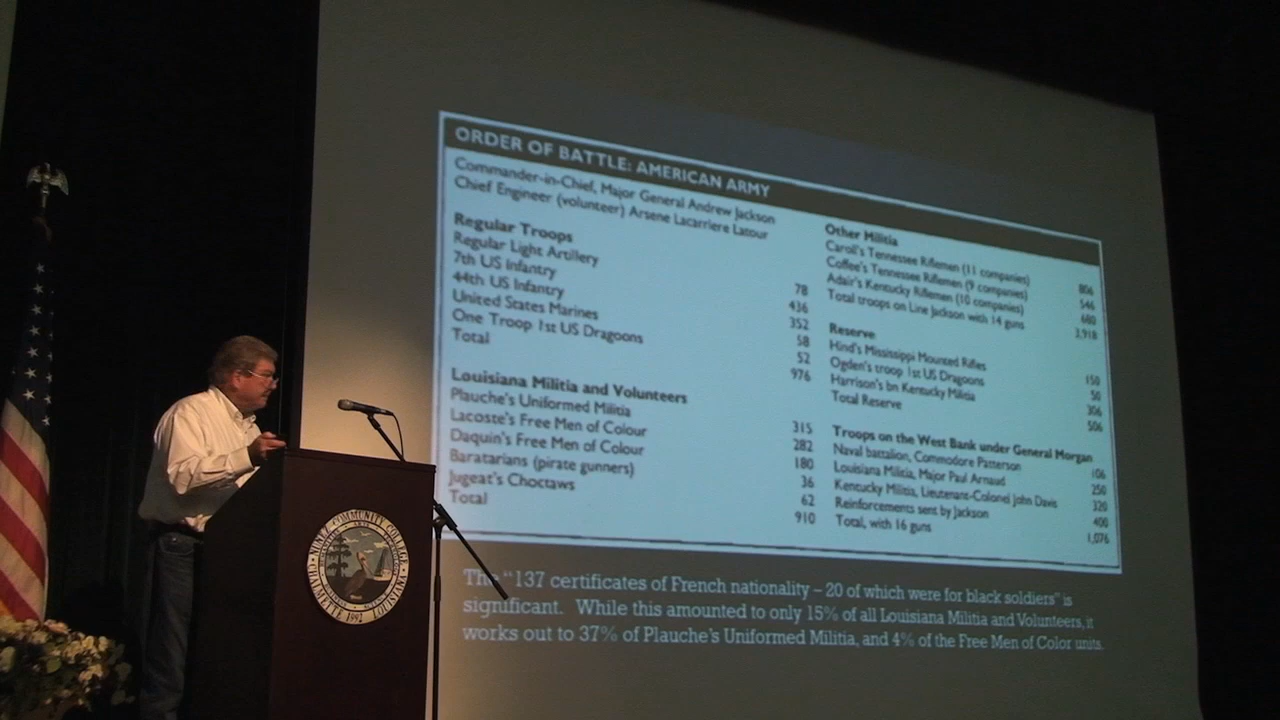 ORDER OF BATTLE: AMERICAN ARMY
Commander-in-Chief, Major General Andrew Jackson
Chief Engineer (volunteer) Arsene Lacarriere Latour
Regular Troops
Regular Light Artillery 78
7th US Infantry 436
44th US Infantry 352
United States Marines 58
One Troop 1st US Dragoons 52
Total 976
Louisiana Militia and Volunteers
Plauche's Uniformed Militia 315
Lacoste's Free Men of Colour 282
Daquin's Free Men of Colour 180
Baratarians (pirate gunners) 36
Jugeat's Choctaws 62
Total 910
Other Militia
Caroll's Tennessee Riflemen (11 companies) 806
Coffee's Tennessee Riflemen (9 companies) 546
Adair's Kentucky Riflemen (10 companies) 680
Total troops on Line Jackson with 14 guns 3,918
Reserve
Hind's Mississippi Mounted Rifles 150
Ogden's troop 1st US Dragoons 50
Harrison's bn Kentucky Militia 306
Total Reserve 506
Troops on the West Bank under General Morgan
Naval battalion, Commodore Patterson 106
Louisiana Militia, Major Paul Arnaud 250
Kentucky Militia, Lieutenant-Colonel John Davis 320
Reinforcements sent by Jackson 400
Total, with 16 guns 1,076
The "137 certificates of French nationality – 20 of which were for black soldiers" is
significant. While this amounted to only 15% of all Louisiana Militia and Volunteers, it
works out to 37% of Plauche's Uniformed Militia, and 4% of the Free Men of Color units.
NUNEZ COMMUNITY COLLEGE
CHALMETTE LOUISIANA
1992